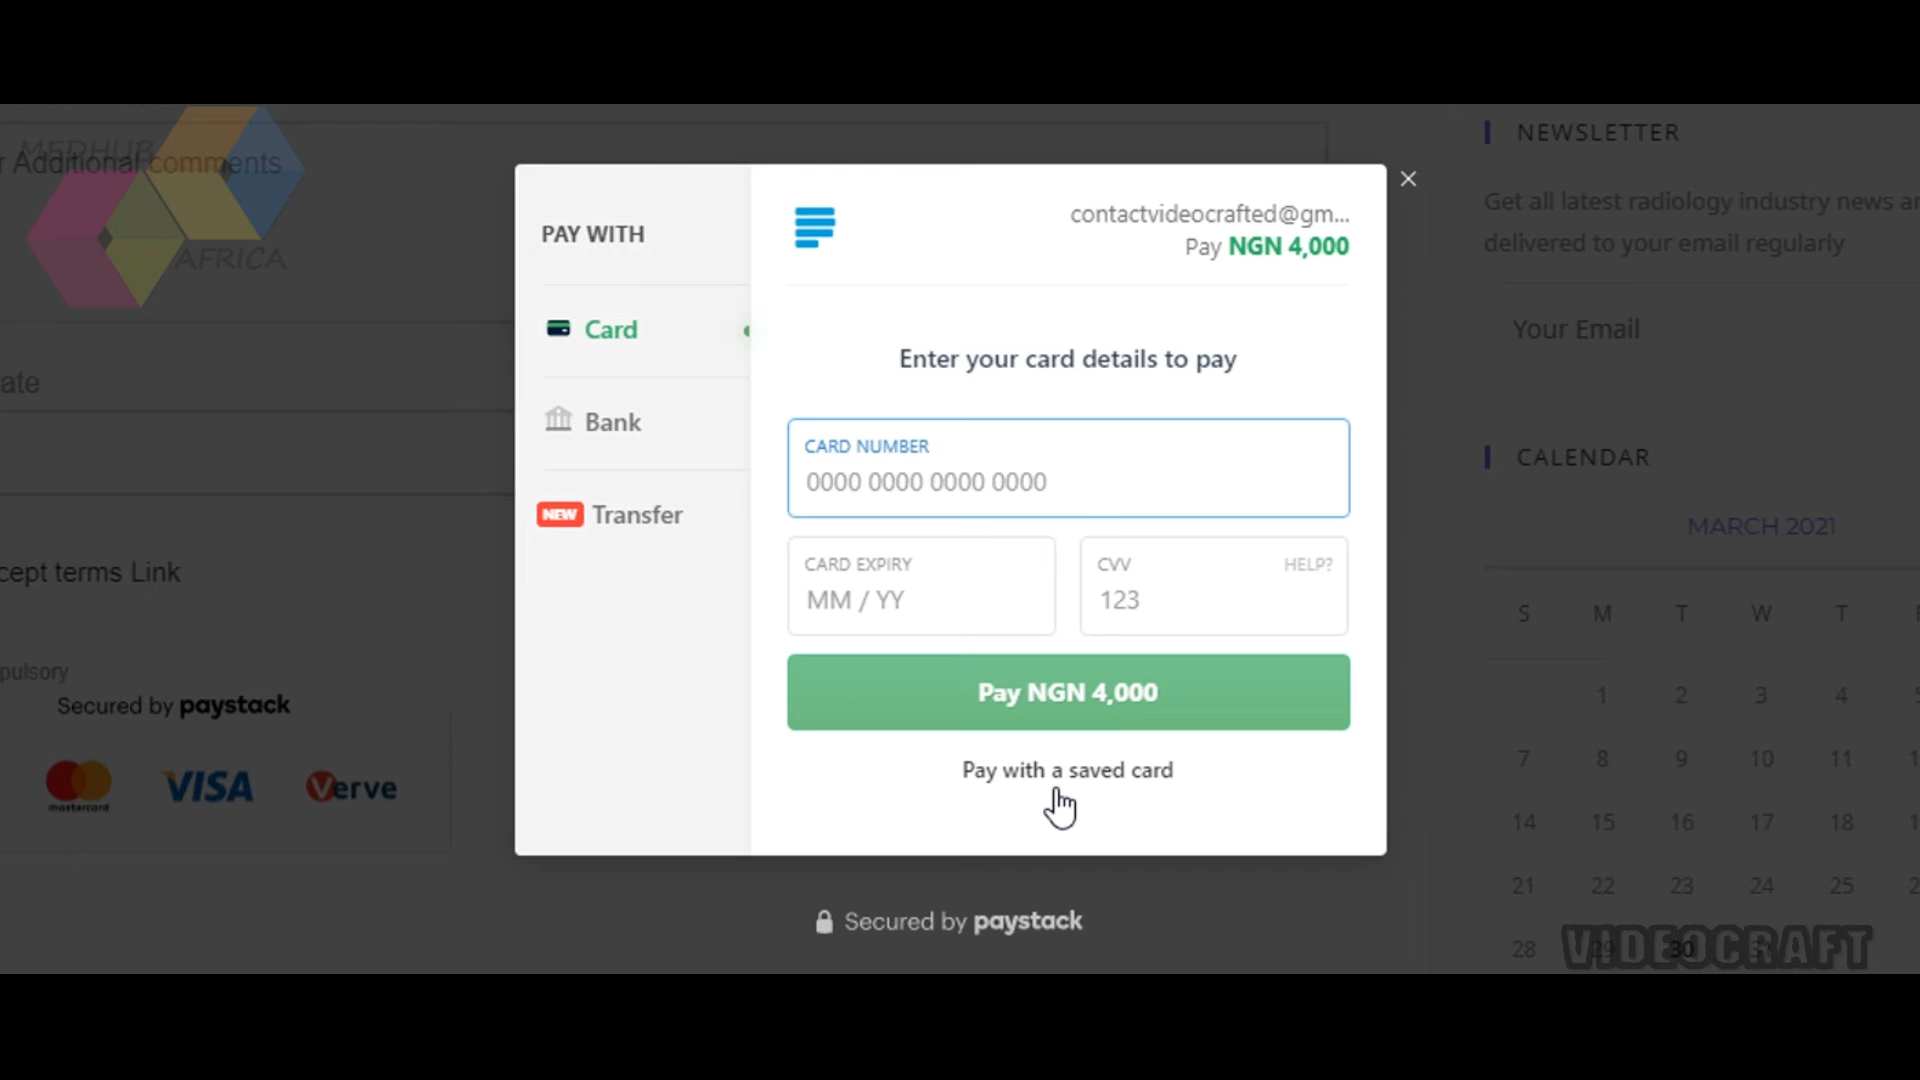 MEDHUB
r Additional comments
AFRICA
ate
cept terms Link
pulsory
Secured by paystack
mastercard
VISA
Verve
PAY WITH
Card
Bank
NEW Transfer
contactvideocrafted@gm...
Pay NGN 4,000
Enter your card details to pay
CARD NUMBER
0000 0000 0000 0000
CARD EXPIRY
MM / YY
CVV HELP?
123
Pay NGN 4,000
Pay with a saved card
Secured by paystack
NEWSLETTER
Get all latest radiology industry news an
delivered to your email regularly
Your Email
CALENDAR
MARCH 2021
S M T W T
1 2 3 4
7 8 9 10 11
14 15 16 17 18
21 22 23 24 25
28 29 30
VIDEOCRAFT